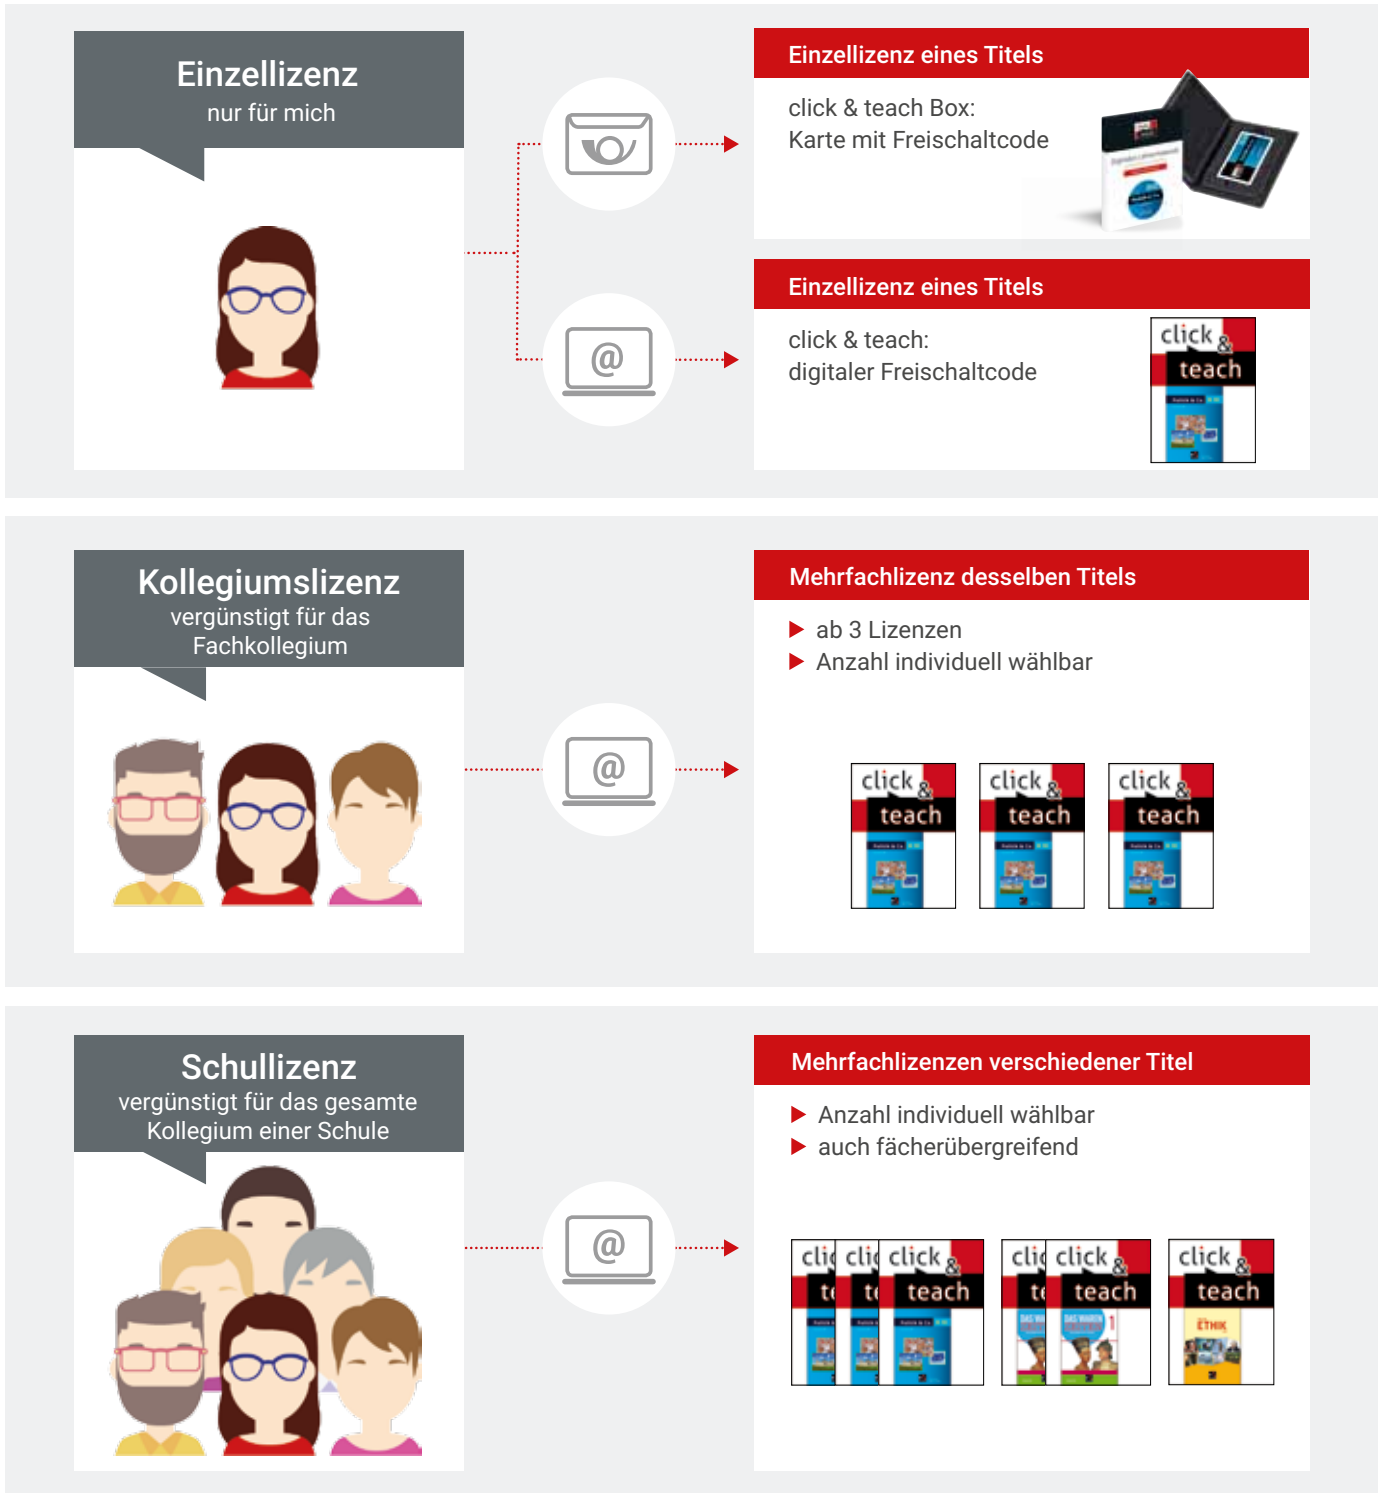 Einzellizenz
nur für mich
Einzellizenz eines Titels
click & teach Box:
Karte mit Freischaltcode
@
Einzellizenz eines Titels
click & teach:
digitaler Freischaltcode
click &
teach
Kollegiumslizenz
vergünstigt für das
Fachkollegium
@
Mehrfachlizenz desselben Titels
ab 3 Lizenzen
Anzahl individuell wählbar
click &
teach
click &
teach
click &
teach
Schullizenz
vergünstigt für das gesamte
Kollegium einer Schule
@
Mehrfachlizenzen verschiedener Titel
Anzahl individuell wählbar
auch fächerübergreifend
click &
teach
click &
teach
DAS WAREN
1
click &
teach
ETHIK